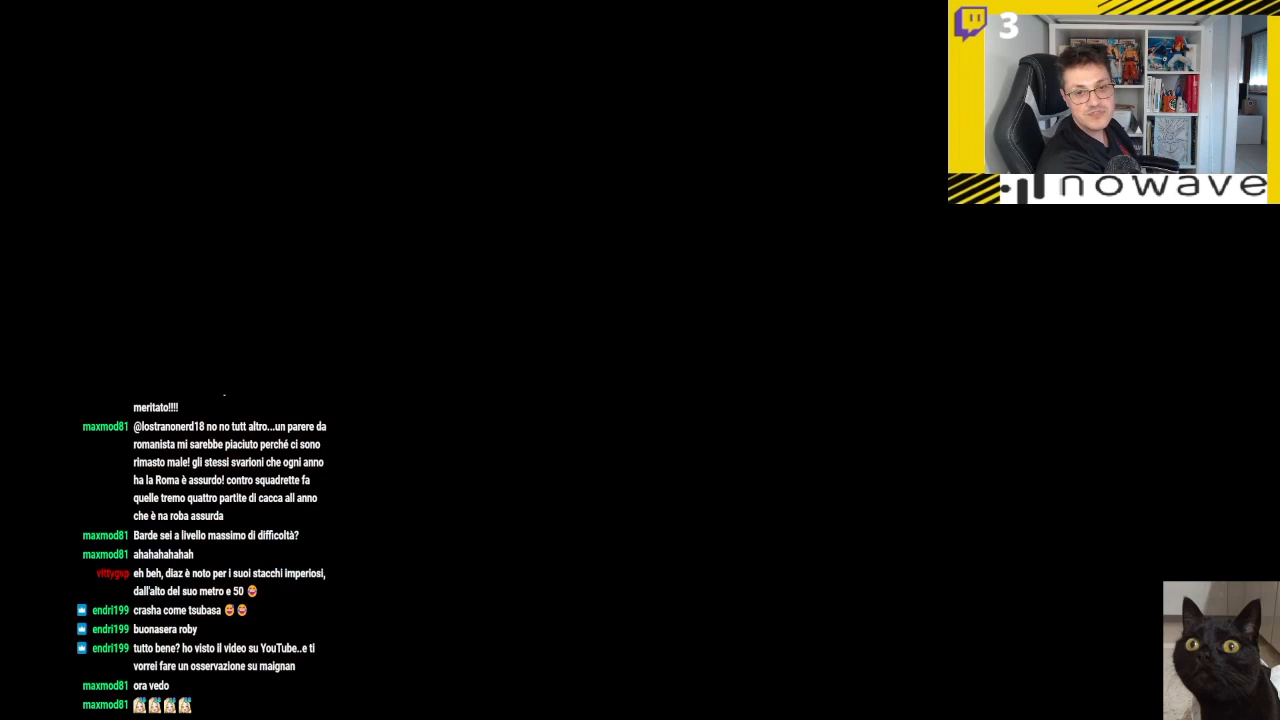 3
nowave
meritato!!!!
maxmod81 @lostranonerd18 no no tutt altro...un parere da
romanista mi sarebbe piaciuto perché ci sono
rimasto male! gli stessi svarioni che ogni anno
ha la Roma è assurdo! contro squadrette fa
quelle tremo quattro partite di cacca all anno
che è na roba assurda
maxmod81 Barde sei a livello massimo di difficoltà?
maxmod81 ahahahahahah
vittygvp eh beh, diaz è noto per i suoi stacchi imperiosi,
dall'alto del suo metro e 50 😂
endri199 crasha come tsubasa 😅😅
endri199 buonasera roby
endri199 tutto bene? ho visto il video su YouTube..e ti
vorrei fare un osservazione su maignan
maxmod81 ora vedo
maxmod81